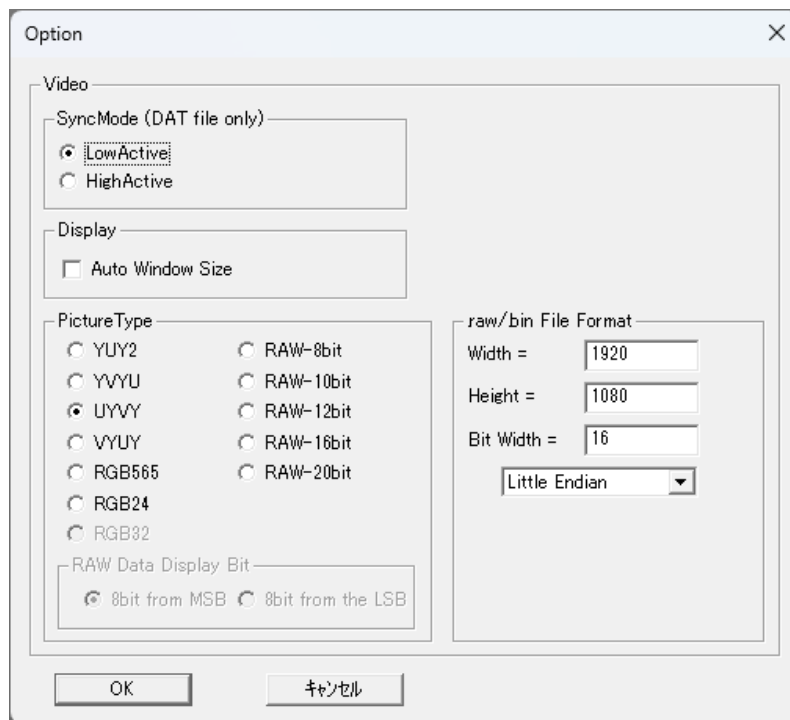 Option
Video
SyncMode (DAT file only)
LowActive
HighActive
Display
Auto Window Size
PictureType
YUY2
YVYU
UYVY
VYUY
RGB565
RGB24
RGB32
RAW-8bit
RAW-10bit
RAW-12bit
RAW-16bit
RAW-20bit
RAW Data Display Bit
8bit from MSB 8bit from the LSB
raw/bin File Format
Width = 1920
Height = 1080
Bit Width = 16
Little Endian
OK キャンセル